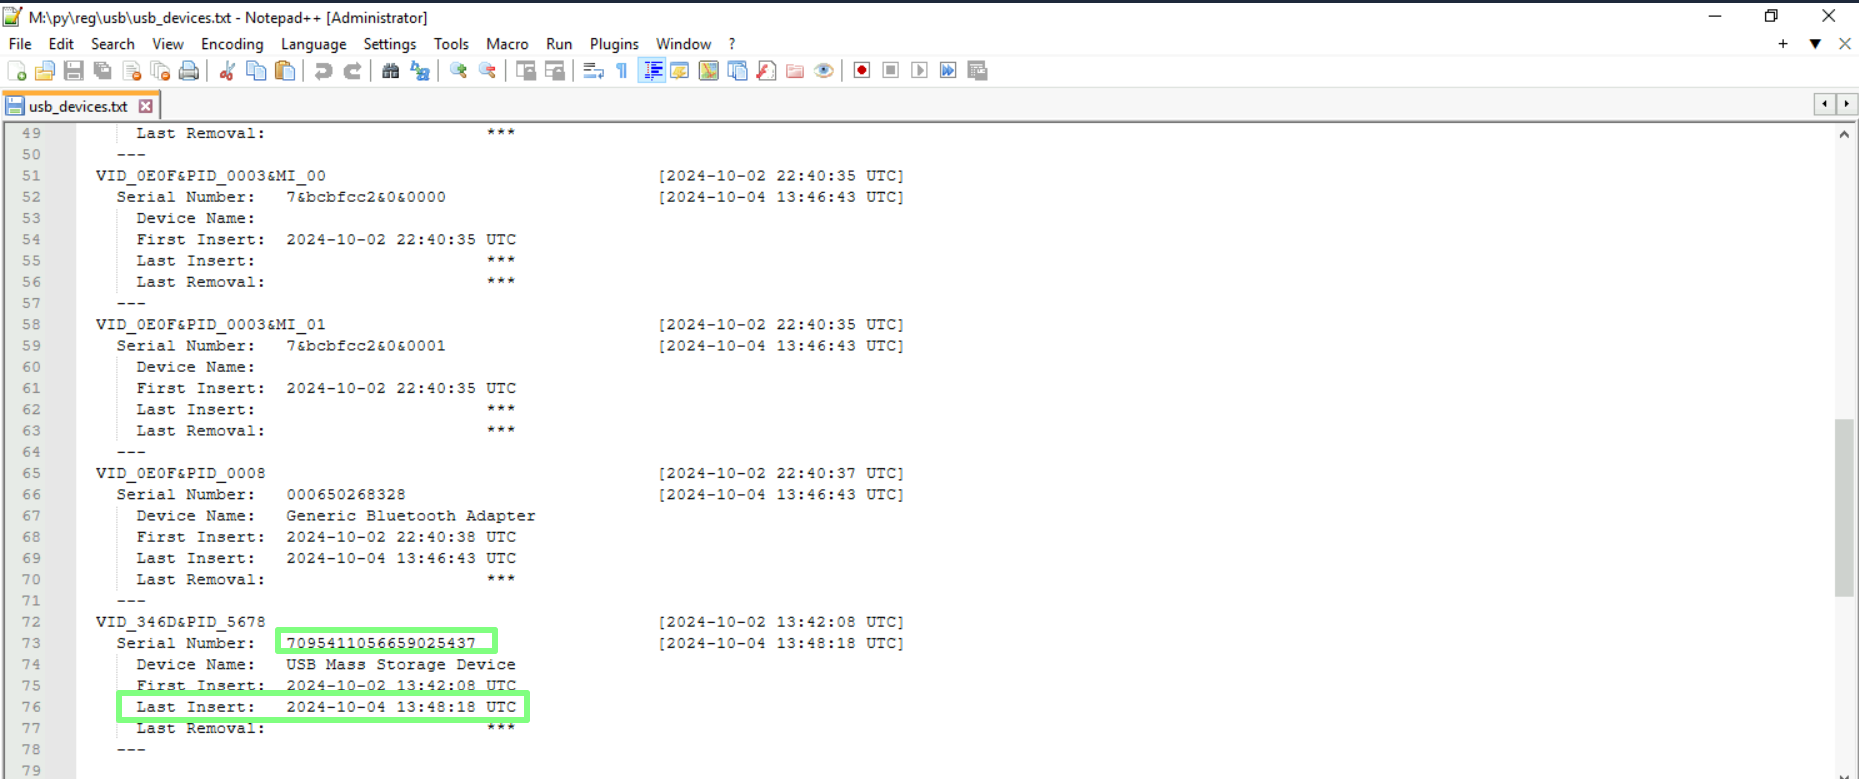 M:\py\reg\usb\usb_devices.txt - Notepad++ [Administrator]
File Edit Search View Encoding Language Settings Tools Macro Run Plugins Window ?
usb_devices.txt
49 Last Removal: ***
50 ---
51 VID_0E0F&PID_0003&MI_00 [2024-10-02 22:40:35 UTC]
52 Serial Number: 7&bcbfcc2&0&0000 [2024-10-04 13:46:43 UTC]
53 Device Name:
54 First Insert: 2024-10-02 22:40:35 UTC
55 Last Insert: ***
56 Last Removal: ***
57 ---
58 VID_0E0F&PID_0003&MI_01 [2024-10-02 22:40:35 UTC]
59 Serial Number: 7&bcbfcc2&0&0001 [2024-10-04 13:46:43 UTC]
60 Device Name:
61 First Insert: 2024-10-02 22:40:35 UTC
62 Last Insert: ***
63 Last Removal: ***
64 ---
65 VID_0E0F&PID_0008 [2024-10-02 22:40:37 UTC]
66 Serial Number: 000650268328 [2024-10-04 13:46:43 UTC]
67 Device Name: Generic Bluetooth Adapter
68 First Insert: 2024-10-02 22:40:38 UTC
69 Last Insert: 2024-10-04 13:46:43 UTC
70 Last Removal: ***
71 ---
72 VID_346D&PID_5678 [2024-10-02 13:42:08 UTC]
73 Serial Number: 7095411056659025437 [2024-10-04 13:48:18 UTC]
74 Device Name: USB Mass Storage Device
75 First Insert: 2024-10-02 13:42:08 UTC
76 Last Insert: 2024-10-04 13:48:18 UTC
77 Last Removal: ***
78 ---
79